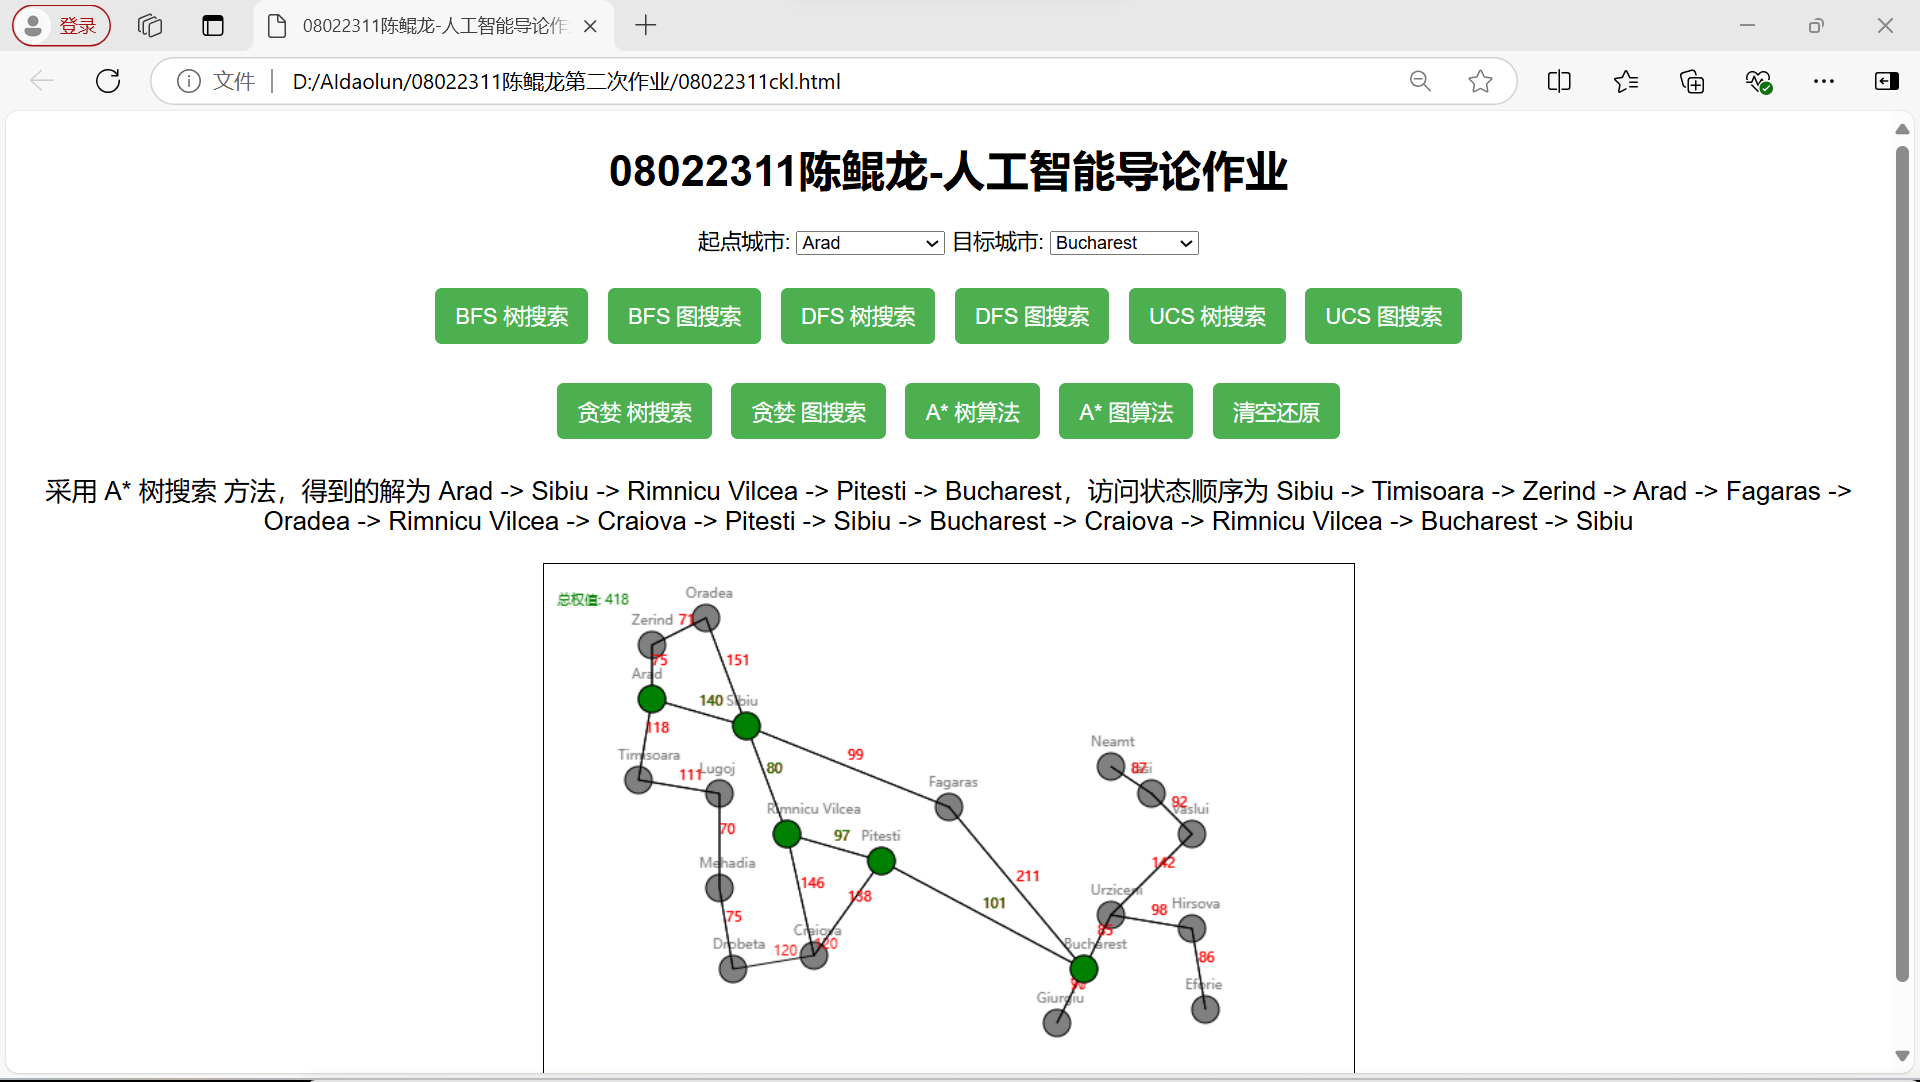 登录
08022311陈鲲龙-人工智能导论作
文件
D:/AIdaolun/08022311陈鲲龙第二次作业/08022311ckl.html
08022311陈鲲龙-人工智能导论作业
起点城市: Arad 目标城市: Bucharest
BFS 树搜索 BFS 图搜索 DFS 树搜索 DFS 图搜索 UCS 树搜索 UCS 图搜索
贪婪 树搜索 贪婪 图搜索 A* 树算法 A* 图算法 清空还原
采用 A* 树搜索 方法，得到的解为 Arad -> Sibiu -> Rimnicu Vilcea -> Pitesti -> Bucharest，访问状态顺序为 Sibiu -> Timisoara -> Zerind -> Arad -> Fagaras ->
Oradea -> Rimnicu Vilcea -> Craiova -> Pitesti -> Sibiu -> Bucharest -> Craiova -> Rimnicu Vilcea -> Bucharest -> Sibiu
总权值: 418
Oradea
Zerind
71
75
151
Arad
140
Sibiu
118
Neamt
Timisoara
99
111
Lugoj
87
Fagaras
80
92
Vaslui
Rimnicu Vilcea
70
97
Pitesti
142
Mehadia
146
211
138
Urziceni
101
98
Hirsova
75
Craiova
85
Drobeta
120
120
Bucharest
86
Eforie
Giurgiu